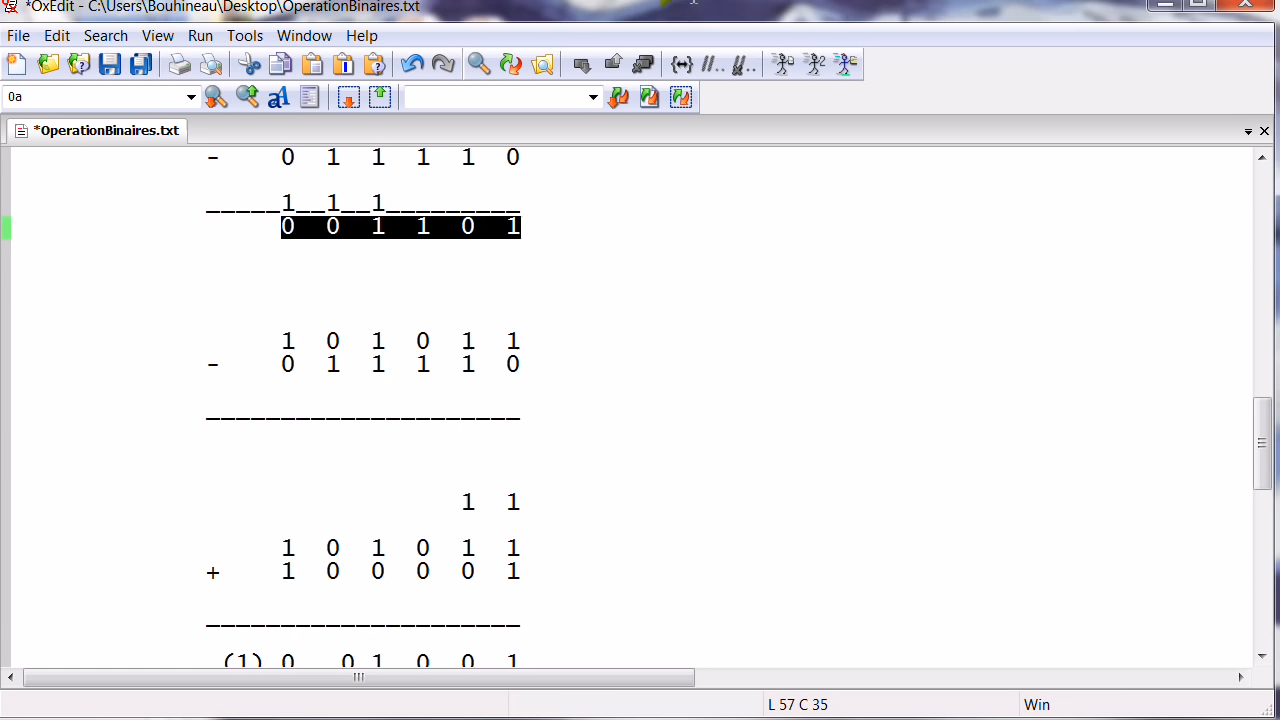 *OxEdit - C:\Users\Bouhineau\Desktop\OperationBinaires.txt
File Edit Search View Run Tools Window Help
0a
*OperationBinaires.txt
- 0 1 1 1 1 0
_____1__1__1_________
0 0 1 1 0 1
1 0 1 0 1 1
- 0 1 1 1 1 0
_____________________
1 1
1 0 1 0 1 1
+ 1 0 0 0 0 1
_____________________
(1) 0 0 1 0 0 1
L 57 C 35 Win